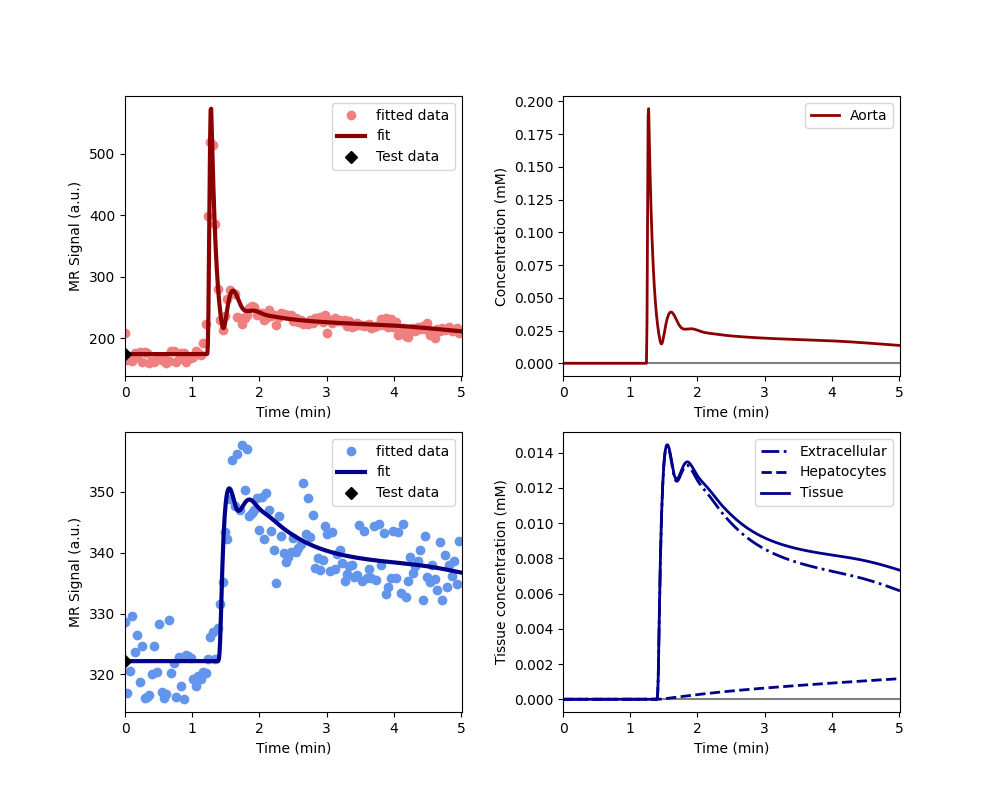 MR Signal (a.u.)
500
400
300
200
0 1 2 3 4 5
Time (min)
fitted data
fit
Test data
Concentration (mM)
0.200
0.175
0.150
0.125
0.100
0.075
0.050
0.025
0.000
0 1 2 3 4 5
Time (min)
Aorta
MR Signal (a.u.)
350
340
330
320
0 1 2 3 4 5
Time (min)
fitted data
fit
Test data
Tissue concentration (mM)
0.014
0.012
0.010
0.008
0.006
0.004
0.002
0.000
0 1 2 3 4 5
Time (min)
Extracellular
Hepatocytes
Tissue